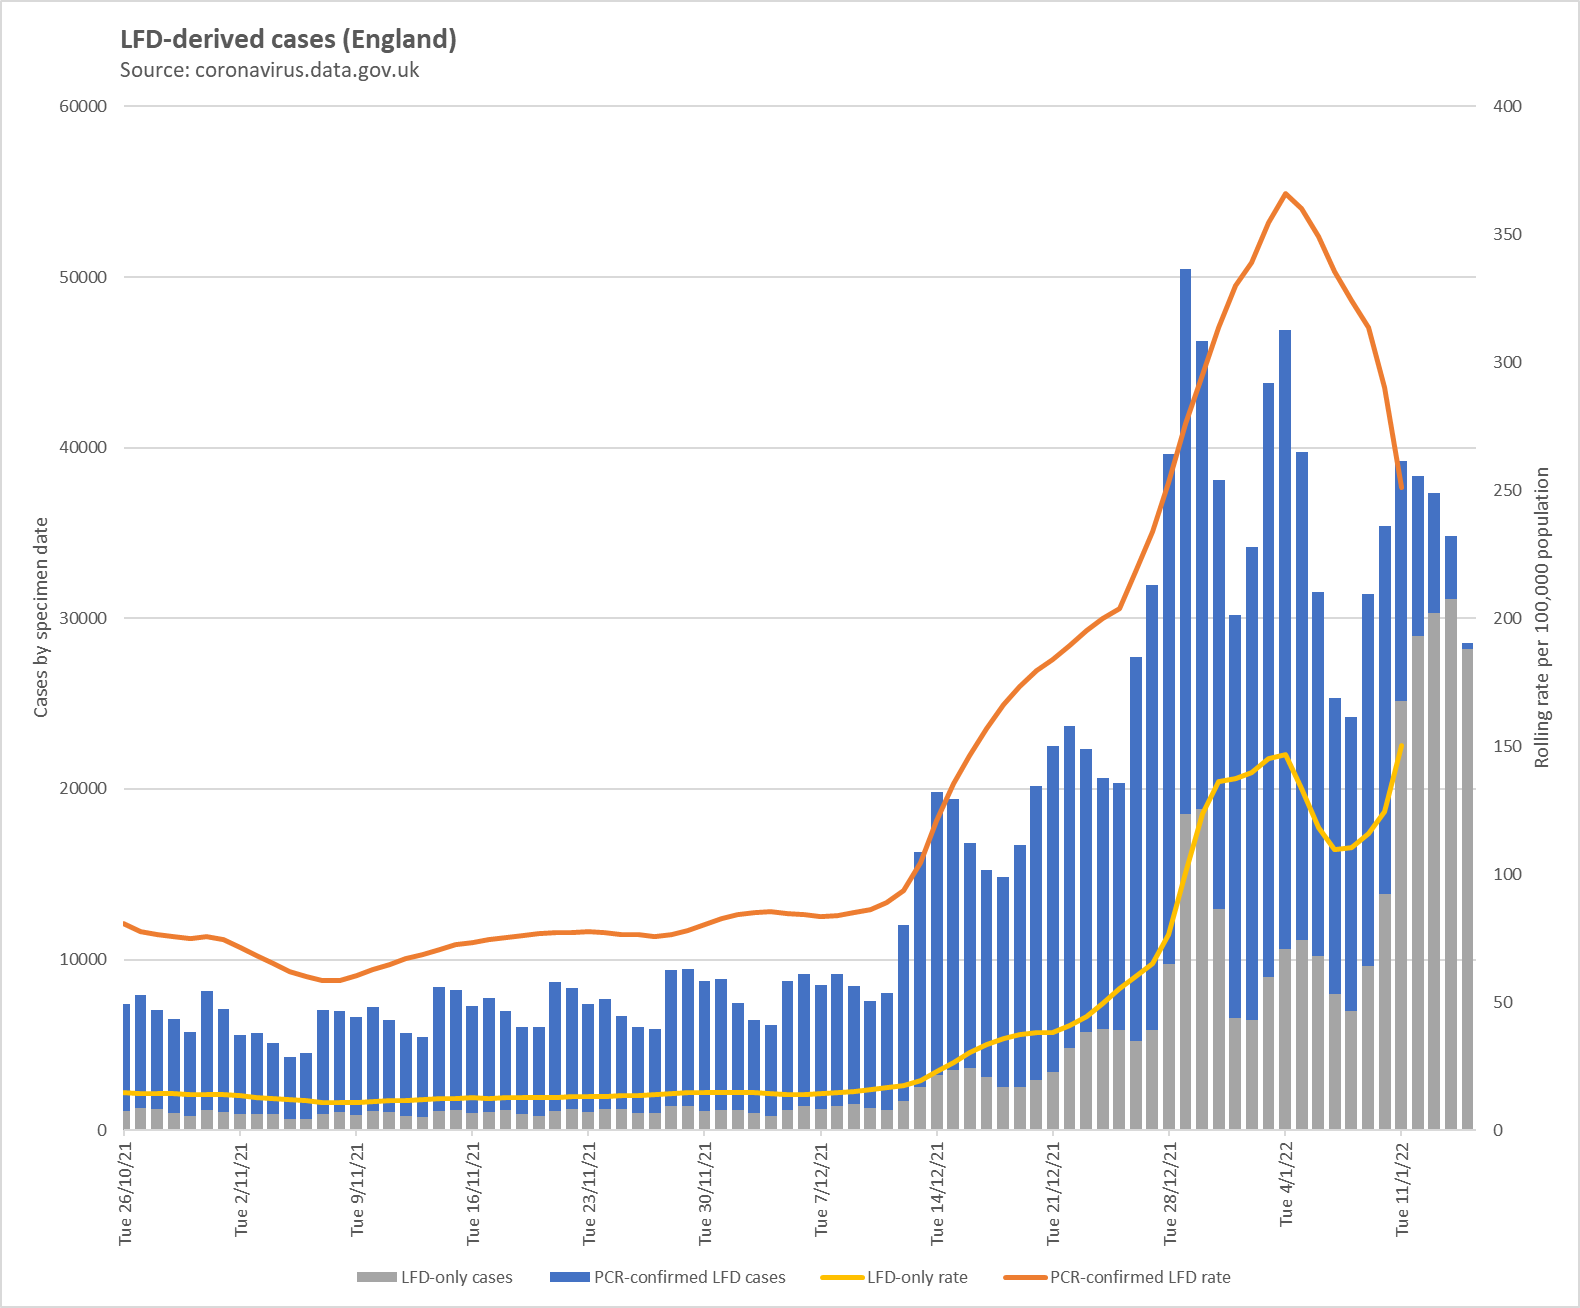 LFD-derived cases (England)
Source: coronavirus.data.gov.uk
60000
50000
40000
30000
20000
10000
0
Cases by specimen date
400
350
300
250
200
150
100
50
0
Rolling rate per 100,000 population
Tue 26/10/21
Tue 2/11/21
Tue 9/11/21
Tue 16/11/21
Tue 23/11/21
Tue 30/11/21
Tue 7/12/21
Tue 14/12/21
Tue 21/12/21
Tue 28/12/21
Tue 4/1/22
Tue 11/1/22
LFD-only cases
PCR-confirmed LFD cases
LFD-only rate
PCR-confirmed LFD rate